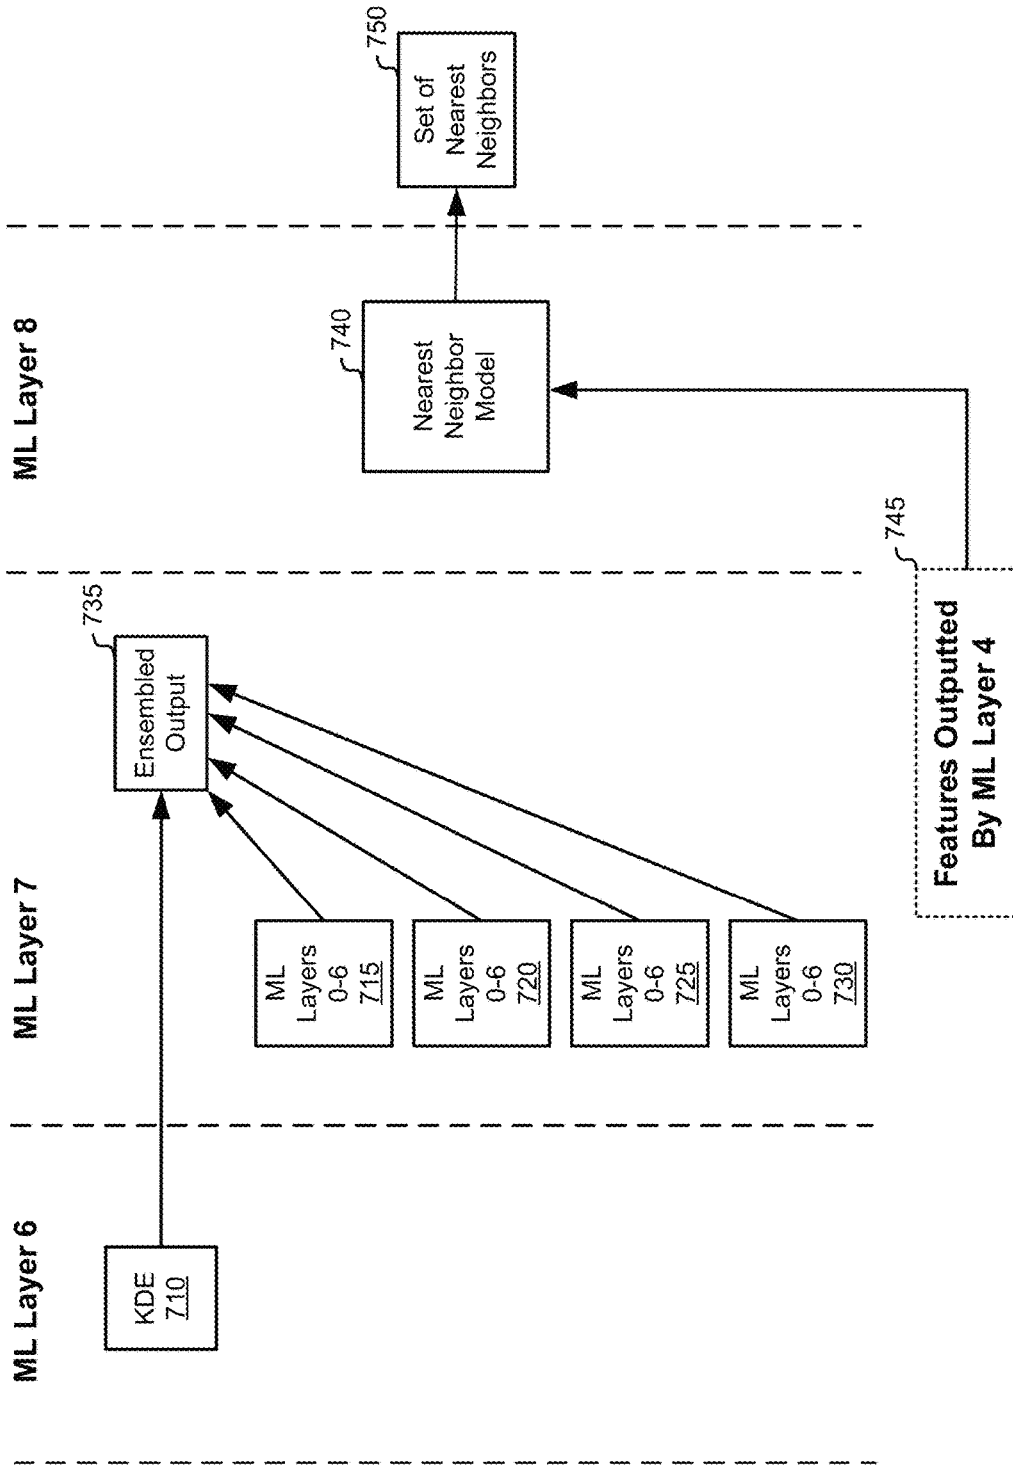 ML Layer 6
ML Layer 7
ML Layer 8
KDE
710
735
Ensembled
Output
ML
Layers
0-6
715
ML
Layers
0-6
720
ML
Layers
0-6
725
ML
Layers
0-6
730
740
Nearest
Neighbor
Model
750
Set of
Nearest
Neighbors
745
Features Outputted
By ML Layer 4